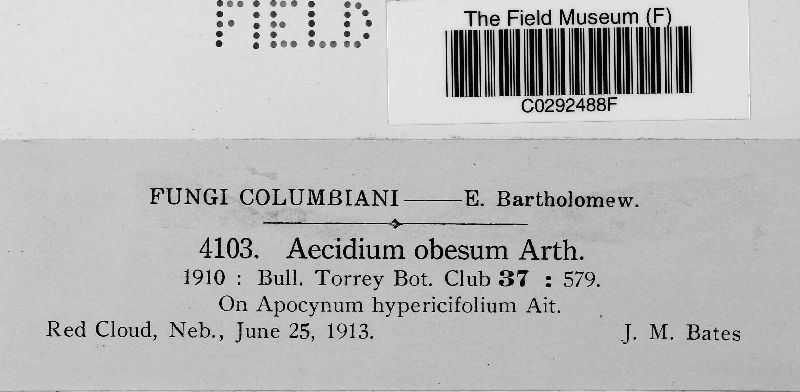 FIELD
The Field Museum (F)
C0292488F
FUNGI COLUMBIANI——E. Bartholomew.
4103. Aecidium obesum Arth.
1910 : Bull. Torrey Bot. Club 37 : 579.
On Apocynum hypericifolium Ait.
Red Cloud, Neb., June 25, 1913. J. M. Bates